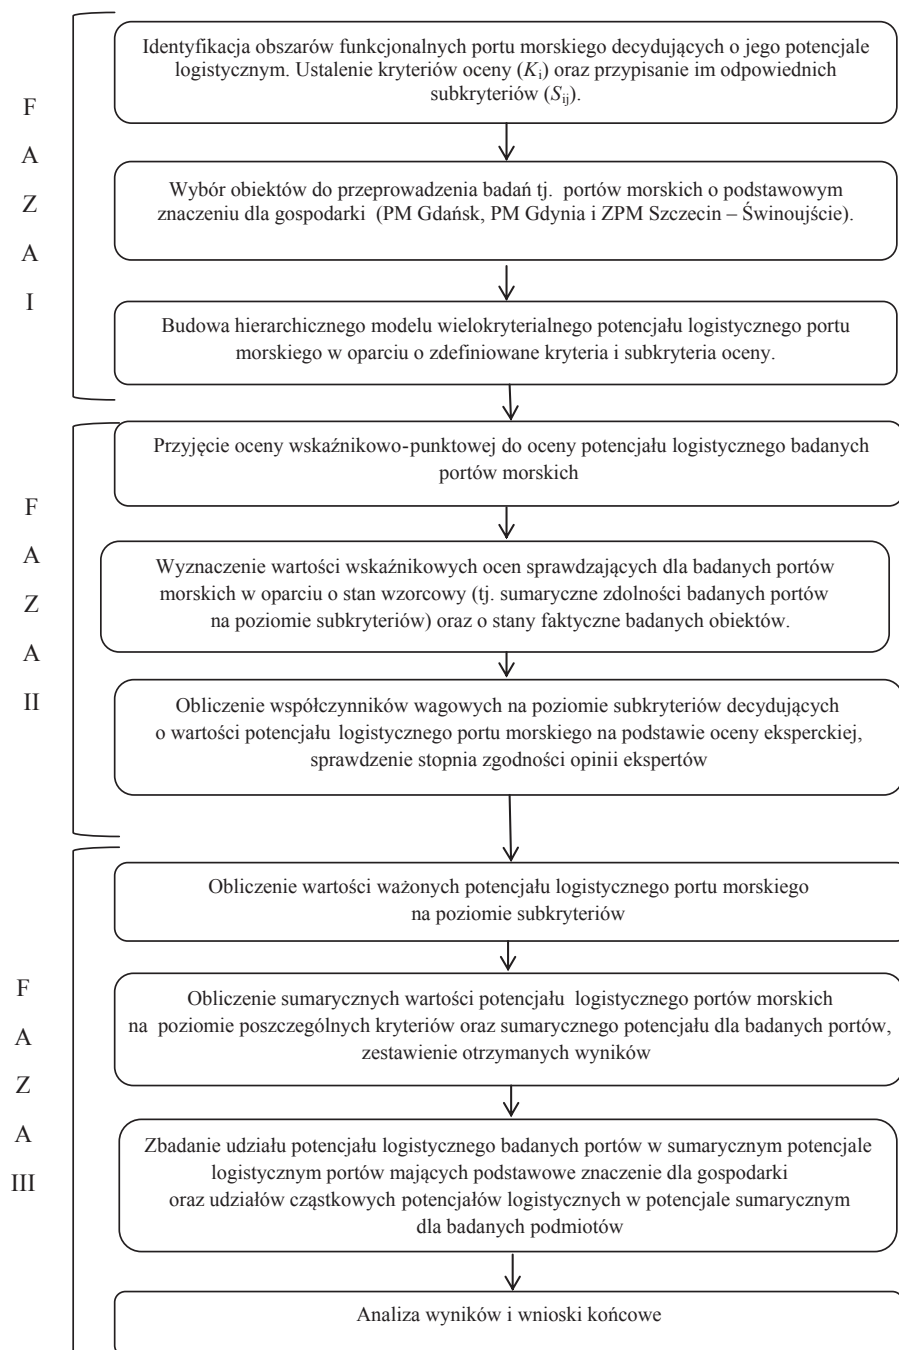 FAZA I
Identyfikacja obszarów funkcjonalnych portu morskiego decydujących o jego potencjale
logistycznym. Ustalenie kryteriów oceny (Ki) oraz przypisanie im odpowiednich
subkryteriów (Sij).
Wybór obiektów do przeprowadzenia badań tj. portów morskich o podstawowym
znaczeniu dla gospodarki (PM Gdańsk, PM Gdynia i ZPM Szczecin – Świnoujście).
Budowa hierarchicznego modelu wielokryterialnego potencjału logistycznego portu
morskiego w oparciu o zdefiniowane kryteria i subkryteria oceny.
FAZA II
Przyjęcie oceny wskaźnikowo-punktowej do oceny potencjału logistycznego badanych
portów morskich
Wyznaczenie wartości wskaźnikowych ocen sprawdzających dla badanych portów
morskich w oparciu o stan wzorcowy (tj. sumaryczne zdolności badanych portów
na poziomie subkryteriów) oraz o stany faktyczne badanych obiektów.
Obliczenie współczynników wagowych na poziomie subkryteriów decydujących
o wartości potencjału logistycznego portu morskiego na podstawie oceny eksperckiej,
sprawdzenie stopnia zgodności opinii ekspertów
FAZA III
Obliczenie wartości ważonych potencjału logistycznego portu morskiego
na poziomie subkryteriów
Obliczenie sumarycznych wartości potencjału logistycznego portów morskich
na poziomie poszczególnych kryteriów oraz sumarycznego potencjału dla badanych portów,
zestawienie otrzymanych wyników
Zbadanie udziału potencjału logistycznego badanych portów w sumarycznym potencjale
logistycznym portów mających podstawowe znaczenie dla gospodarki
oraz udziałów cząstkowych potencjałów logistycznych w potencjale sumarycznym
dla badanych podmiotów
Analiza wyników i wnioski końcowe